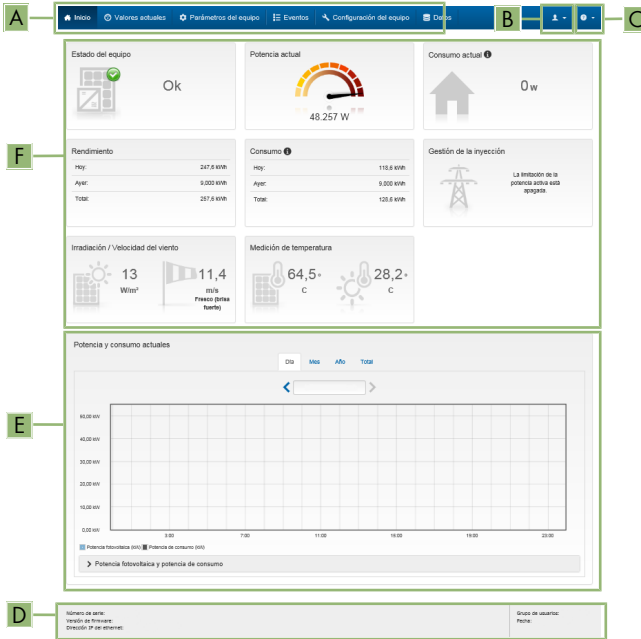 A
Inicio Valores actuales Parámetros del equipo Eventos Configuración del equipo Datos
B
C
Estado del equipo
Ok
Potencia actual
48.257 W
Consumo actual
0 w
F
Rendimiento
Hoy: 247,6 kWh
Ayer: 9,000 kWh
Total: 257,6 kWh
Consumo
Hoy: 118,6 kWh
Ayer: 9,000 kWh
Total: 128,6 kWh
Gestión de la inyección
La limitación de la
potencia activa está
apagada.
Irradiación / Velocidad del viento
13
W/m²
11,4
m/s
Fresco (brisa
fuerte)
Medición de temperatura
64,5°
C
28,2°
C
E
Potencia y consumo actuales
Día Mes Año Total
50,00 kW
40,00 kW
30,00 kW
20,00 kW
10,00 kW
0,00 kW
3:00 7:00 11:00 15:00 19:00 23:00
Potencia fotovoltaica (kW) Potencia de consumo (kW)
Potencia fotovoltaica y potencia de consumo
D
Número de serie:
Versión de firmware:
Dirección IP del ethernet:
Grupo de usuarios:
Fecha: